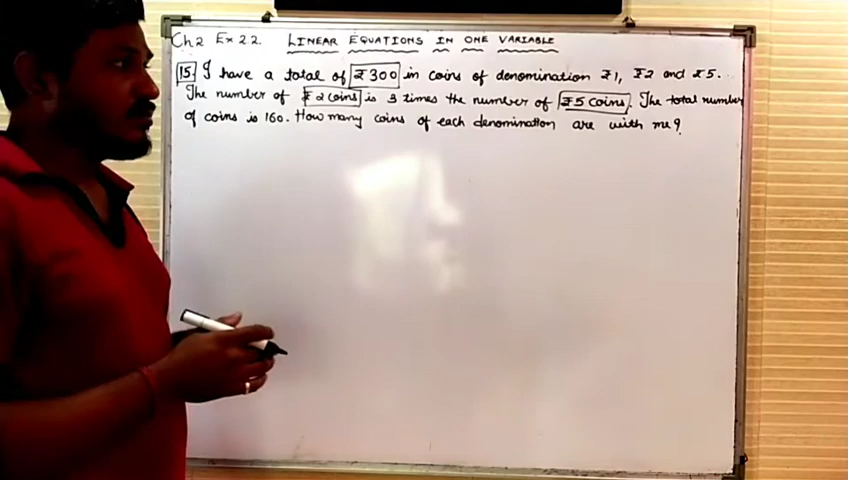 Ch2 Ex 2.2. LINEAR EQUATIONS IN ONE VARIABLE
15. I have a total of ₹300 in coins of denomination ₹1, ₹2 and ₹5.
The number of ₹2 coins is 3 times the number of ₹5 coins. The total number
of coins is 160. How many coins of each denomination are with me?